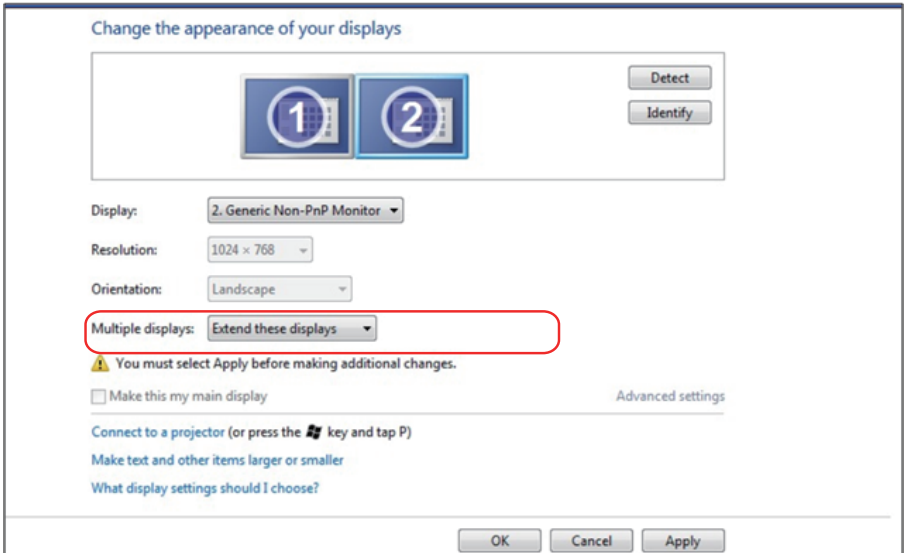 Change the appearance of your displays
1
2
Detect
Identify
Display:
2. Generic Non-PnP Monitor
Resolution:
1024 × 768
Orientation:
Landscape
Multiple displays:
Extend these displays
You must select Apply before making additional changes.
Make this my main display
Advanced settings
Connect to a projector (or press the key and tap P)
Make text and other items larger or smaller
What display settings should I choose?
OK
Cancel
Apply